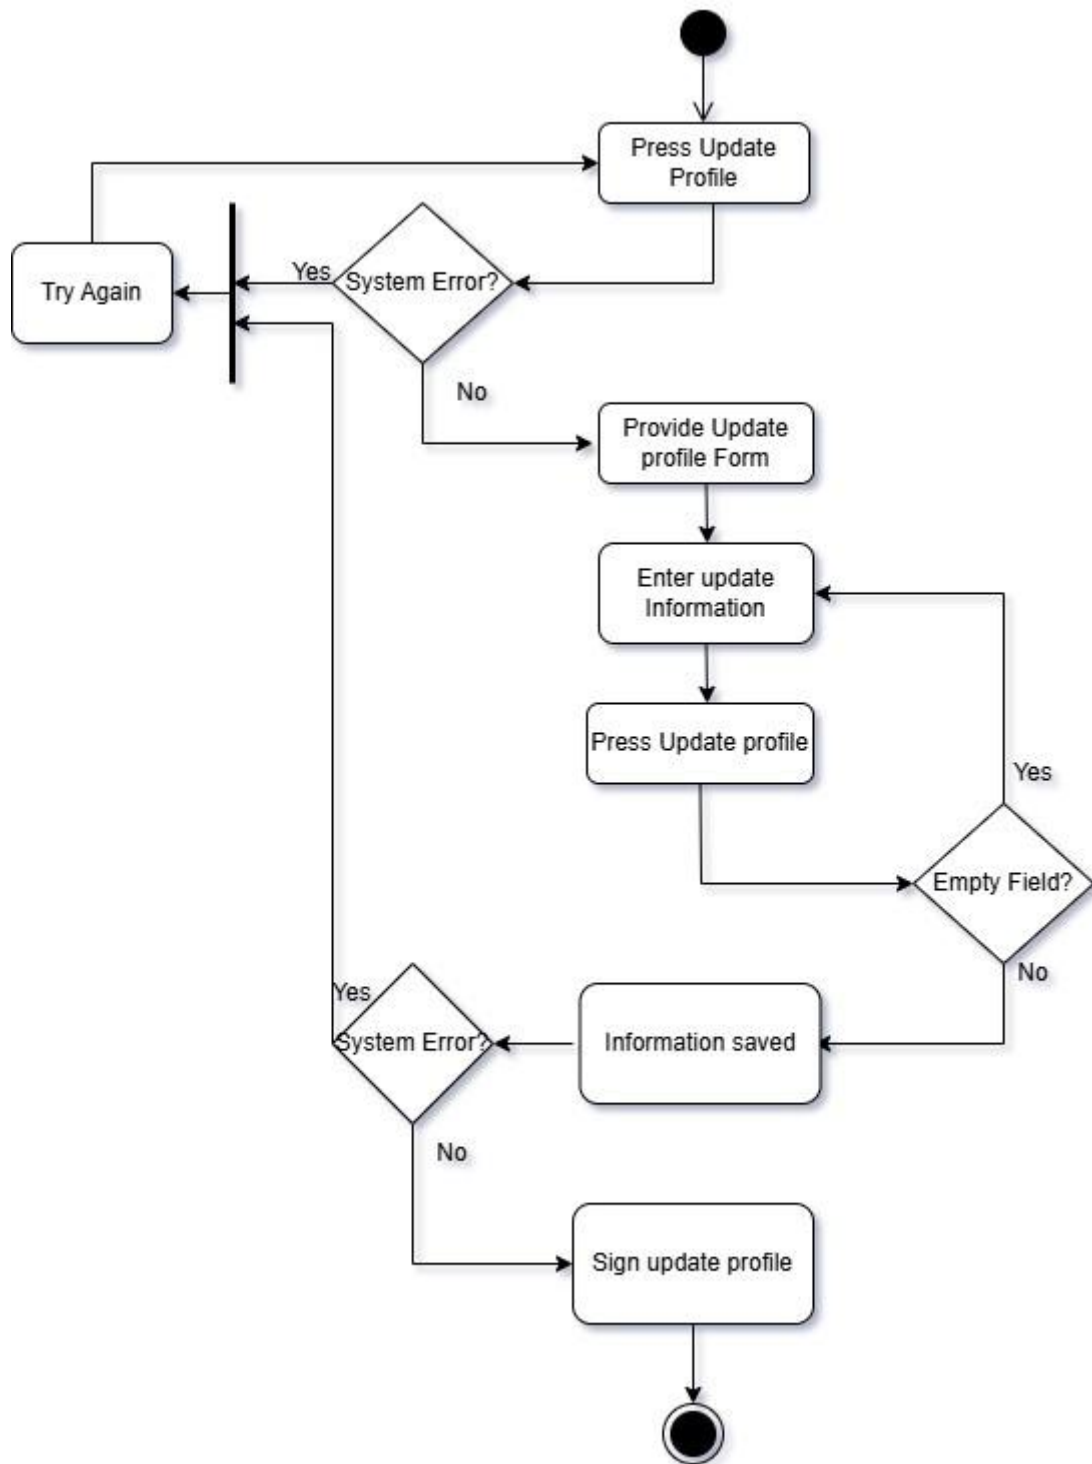 Press Update
Profile
Try Again
Yes
System Error?
No
Provide Update
profile Form
Enter update
Information
Press Update profile
Yes
Empty Field?
No
Information saved
Yes
System Error?
No
Sign update profile